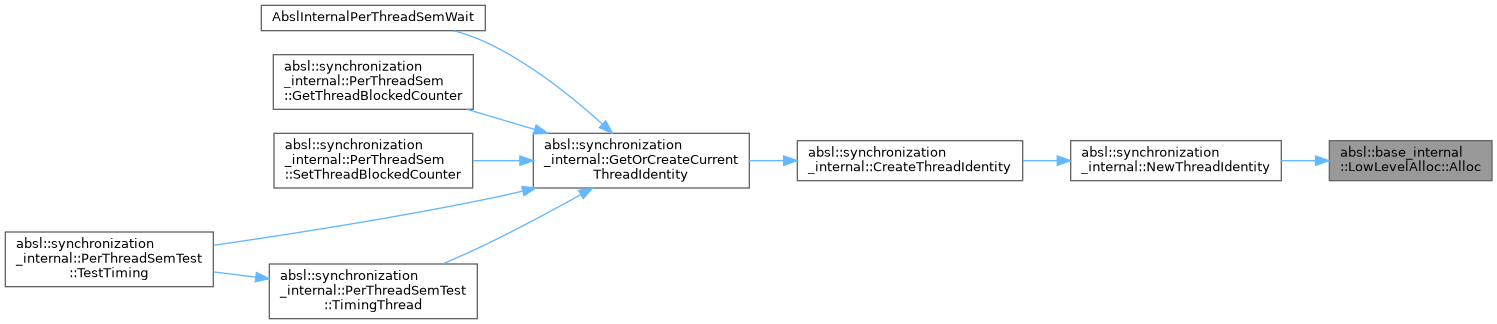 AbslInternalPerThreadSemWait
absl::synchronization
_internal::PerThreadSem
::GetThreadBlockedCounter
absl::synchronization
_internal::PerThreadSem
::SetThreadBlockedCounter
absl::synchronization
_internal::GetOrCreateCurrent
ThreadIdentity
absl::synchronization
_internal::CreateThreadIdentity
absl::synchronization
_internal::NewThreadIdentity
absl::base_internal
::LowLevelAlloc::Alloc
absl::synchronization
_internal::PerThreadSemTest
::TestTiming
absl::synchronization
_internal::PerThreadSemTest
::TimingThread